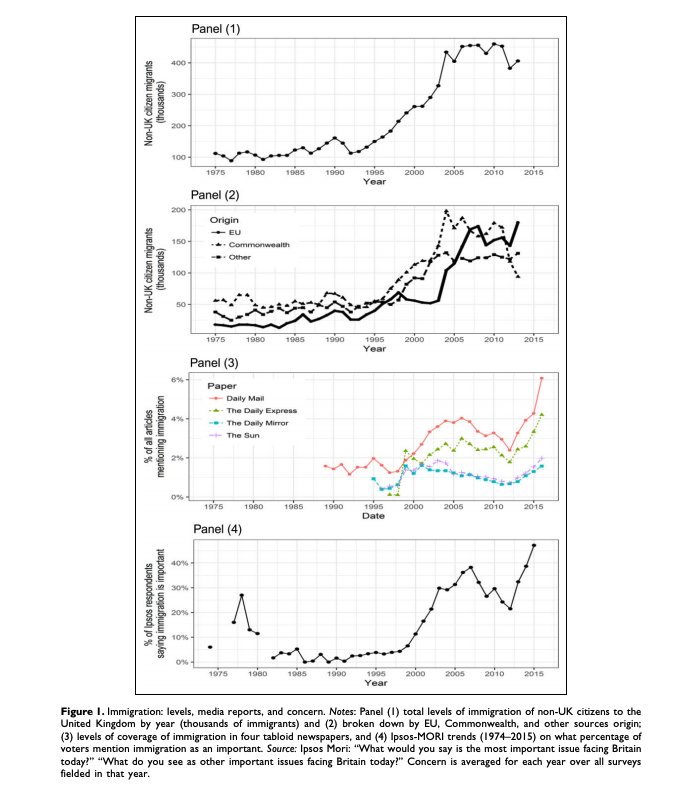 Panel (1)
Non-UK citizen migrants
(thousands)
400
300
200
100
1975 1980 1985 1990 1995 2000 2005 2010 2015
Year
Panel (2)
Non-UK citizen migrants
(thousands)
200
150
100
50
Origin
EU
Commonwealth
Other
1975 1980 1985 1990 1995 2000 2005 2010 2015
Year
Panel (3)
% of all articles
mentioning immigration
6%
4%
2%
0%
Paper
Daily Mail
The Daily Express
The Daily Mirror
The Sun
1975 1980 1985 1990 1995 2000 2005 2010 2015
Date
Panel (4)
% of Ipsos respondents
saying immigration is important
40%
30%
20%
10%
0%
1975 1980 1985 1990 1995 2000 2005 2010 2015
Year
Figure 1. Immigration: levels, media reports, and concern. Notes: Panel (1) total levels of immigration of non-UK citizens to the
United Kingdom by year (thousands of immigrants) and (2) broken down by EU, Commonwealth, and other sources origin;
(3) levels of coverage of immigration in four tabloid newspapers, and (4) Ipsos-MORI trends (1974–2015) on what percentage of
voters mention immigration as an important. Source: Ipsos Mori: “What would you say is the most important issue facing Britain
today?” “What do you see as other important issues facing Britain today?” Concern is averaged for each year over all surveys
fielded in that year.